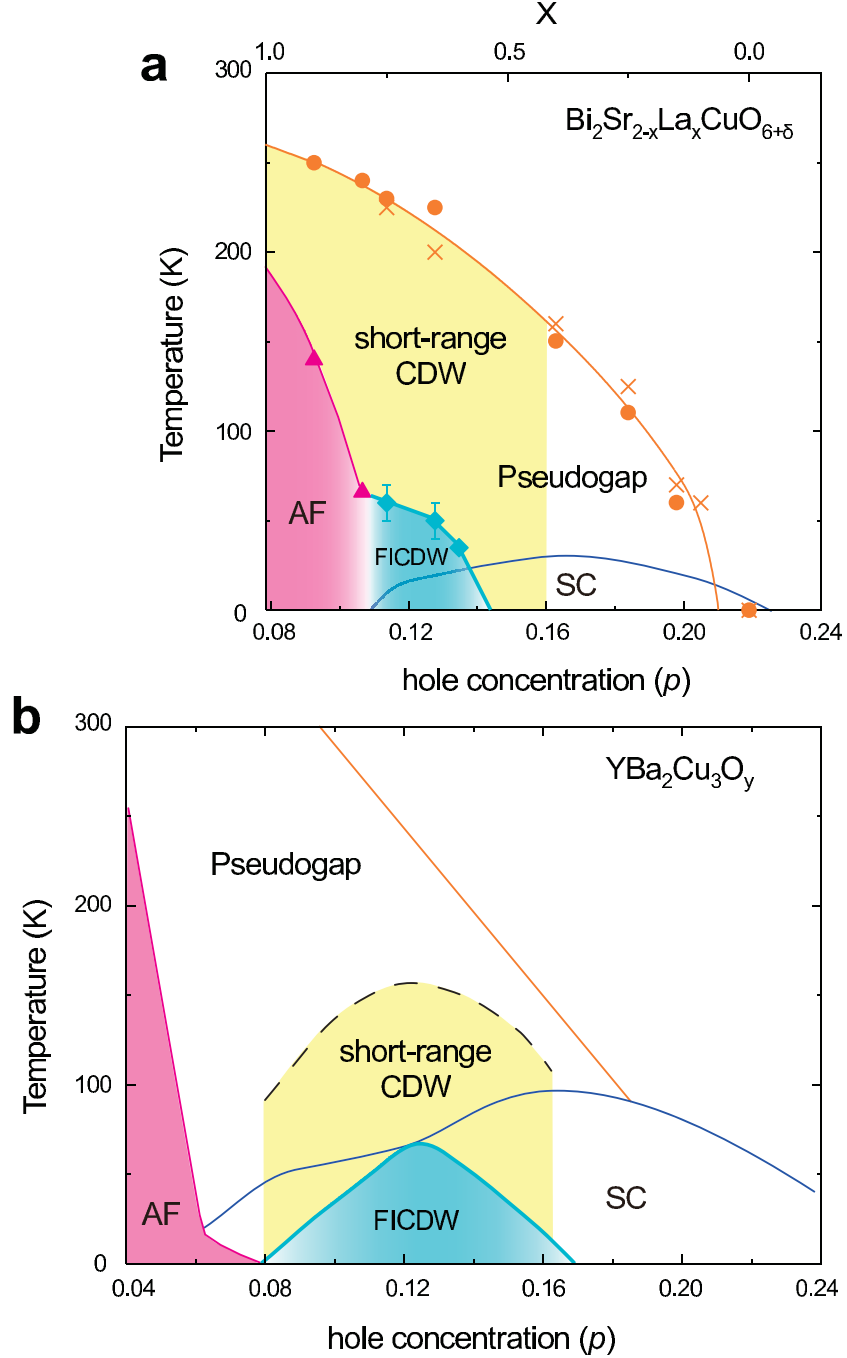 X
1.0 0.5 0.0
a
300
Bi₂Sr₂₋ₓLaₓCuO₆₊δ
200
Temperature (K)
short-range
CDW
100
Pseudogap
AF
FICDW
SC
0
0.08 0.12 0.16 0.20 0.24
hole concentration (p)
b
300
YBa₂Cu₃Oy
Pseudogap
200
Temperature (K)
short-range
CDW
100
AF
FICDW
SC
0
0.04 0.08 0.12 0.16 0.20 0.24
hole concentration (p)